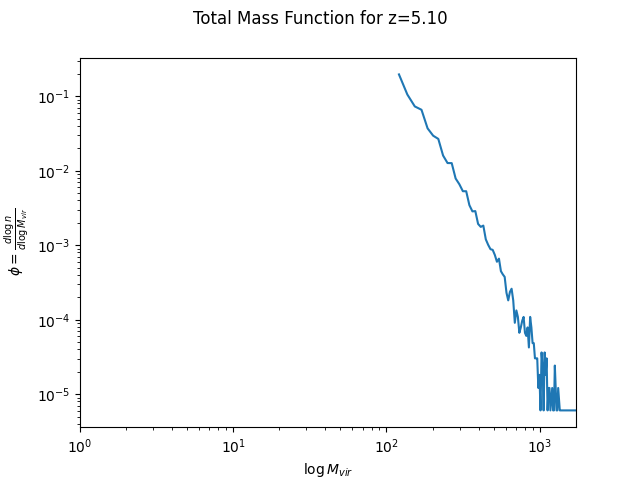 Total Mass Function for z=5.10
10⁻¹
10⁻²
10⁻³
10⁻⁴
10⁻⁵
ϕ = d log n / d log M_vir
10⁰ 10¹ 10² 10³
log M_vir